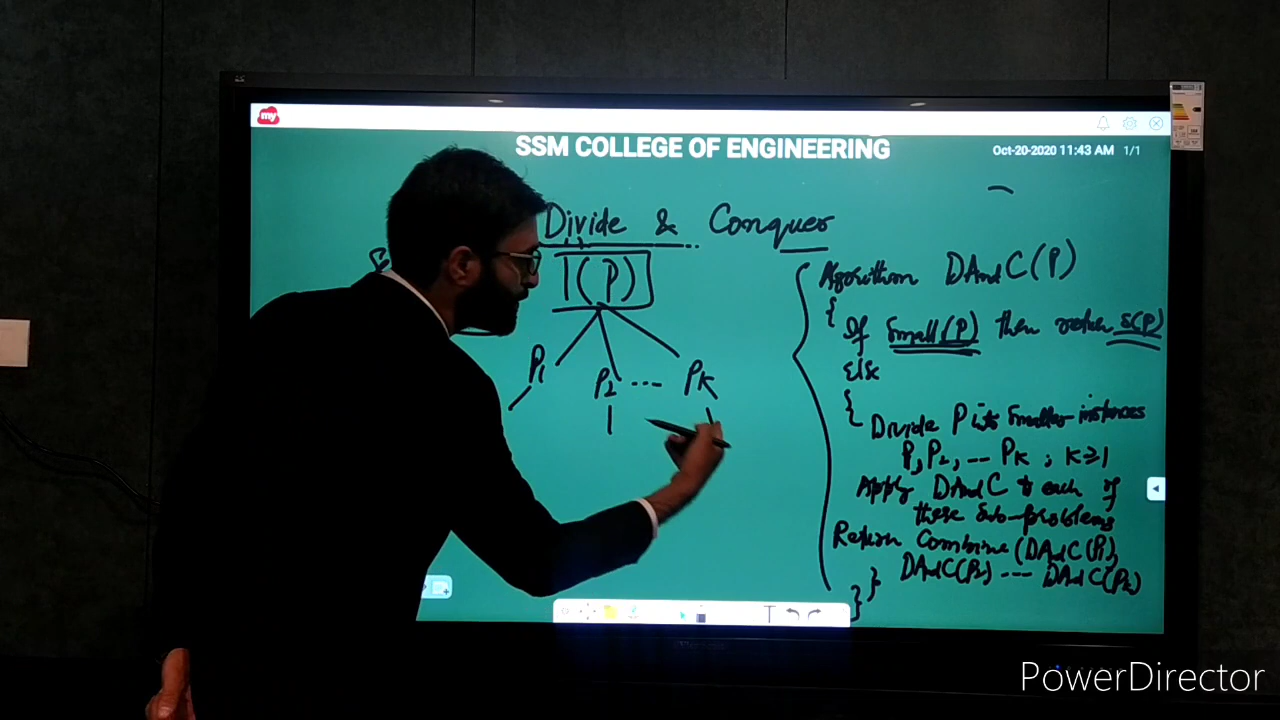 my
SSM COLLEGE OF ENGINEERING
Oct-20-2020 11:43 AM 1/1
Divide & Conquer
(P)
P1
P2 ---- PK
Algorithm DAndC(P)
{
If Small(P) then return S(P)
Else
{
Divide P into Smaller instances
P1, P2, --- PK ; K≥1
Apply DAndC to each of
these Sub-problems
Return Combine (DAndC(P1),
DAndC(P2) --- DAndC(Pk)
}
}
T
PowerDirector